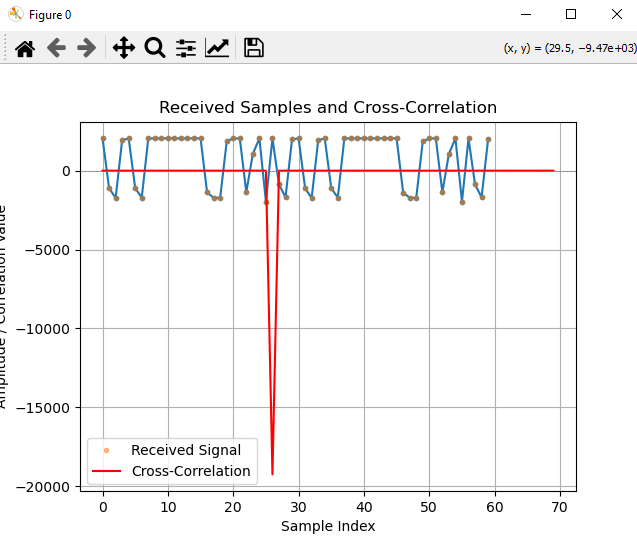 Figure 0
(x, y) = (29.5, −9.47e+03)
Received Samples and Cross-Correlation
Amplitude / Correlation Value
0
−5000
−10000
−15000
−20000
Received Signal
Cross-Correlation
0 10 20 30 40 50 60 70
Sample Index